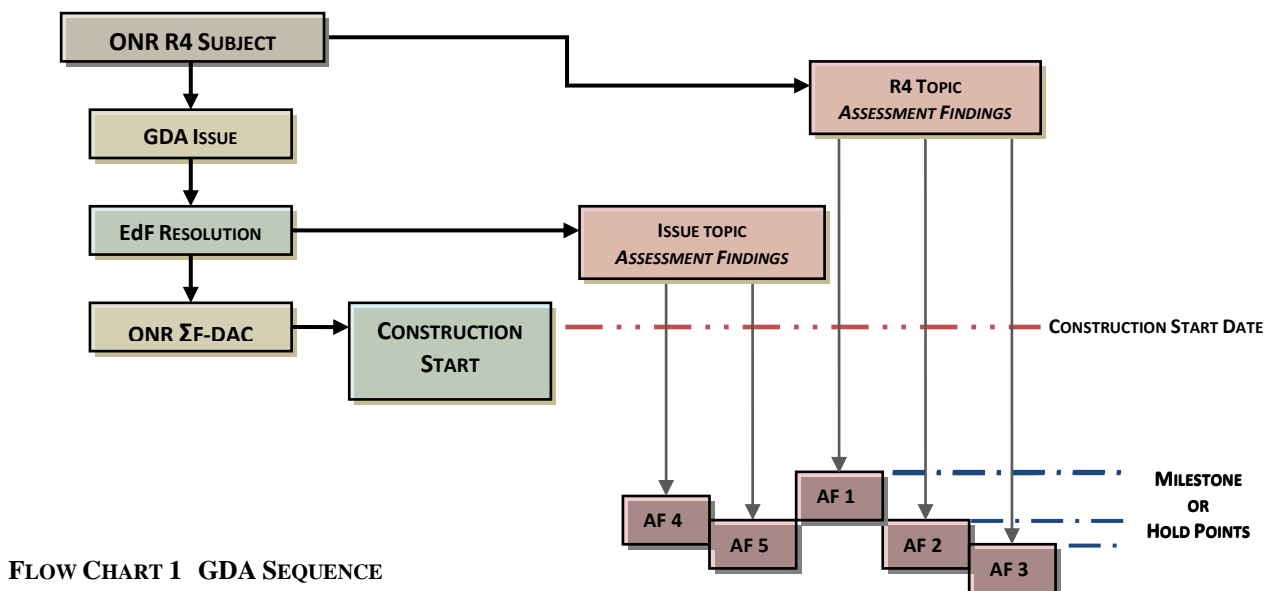 ONR R4 SUBJECT
R4 TOPIC
ASSESSMENT FINDINGS
GDA ISSUE
EDF RESOLUTION
ISSUE TOPIC
ASSESSMENT FINDINGS
ONR ΣF-DAC
CONSTRUCTION
START
CONSTRUCTION START DATE
AF 1
AF 4
AF 5
AF 2
AF 3
MILESTONE
OR
HOLD POINTS
FLOW CHART 1 GDA SEQUENCE